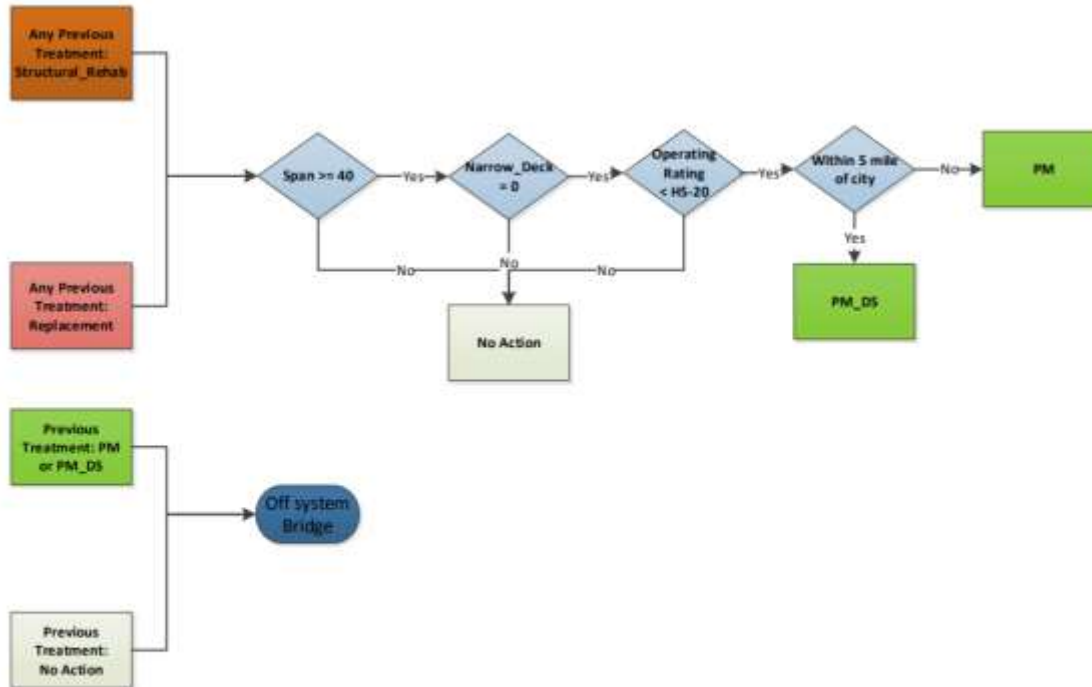 Any Previous
Treatment:
Structural_Rehab
Span >= 40
Yes
Narrow_Deck
= 0
Yes
Operating
Rating
< HS-20
Yes
Within 5 mile
of city
No
PM
Yes
No
No
No
PM_DS
Any Previous
Treatment:
Replacement
No Action
Previous
Treatment: PM
or PM_DS
Off system
Bridge
Previous
Treatment:
No Action